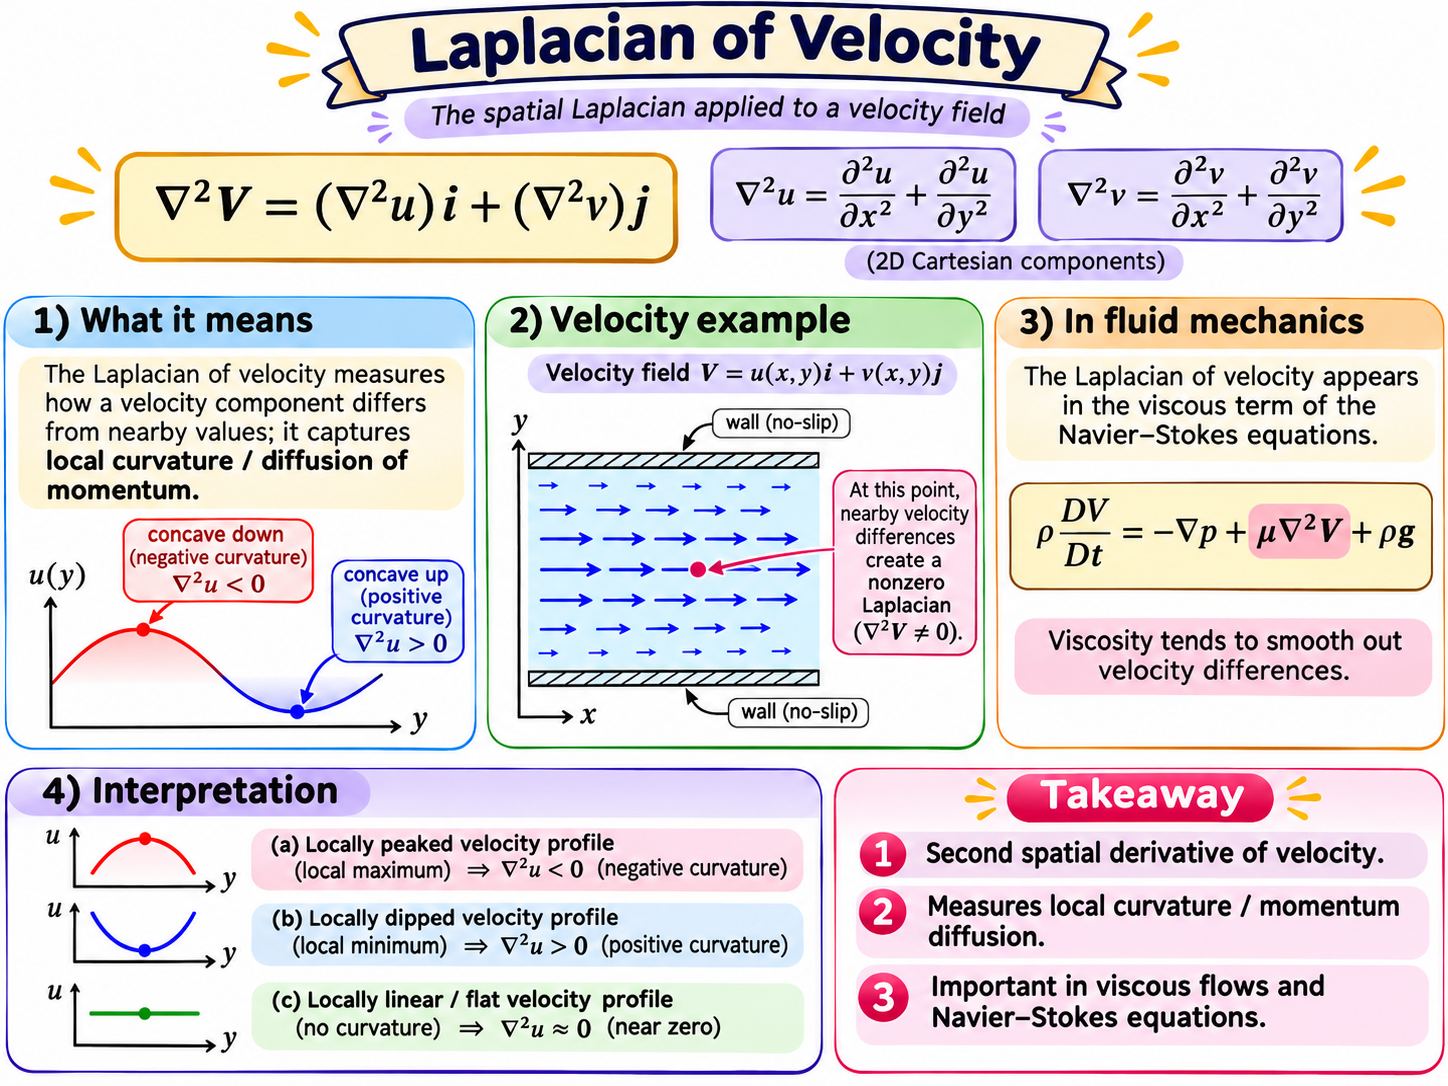 Laplacian of Velocity
The spatial Laplacian applied to a velocity field
∇²V = (∇²u)i + (∇²v)j
∇²u = ∂²u/∂x² + ∂²u/∂y²
∇²v = ∂²v/∂x² + ∂²v/∂y²
(2D Cartesian components)
1) What it means
The Laplacian of velocity measures
how a velocity component differs
from nearby values; it captures
local curvature / diffusion of
momentum.
concave down
(negative curvature)
∇²u < 0
concave up
(positive
curvature)
∇²u > 0
u(y)
y
2) Velocity example
Velocity field V = u(x,y)i + v(x,y)j
y
wall (no-slip)
At this point,
nearby velocity
differences
create a
nonzero
Laplacian
(∇²V ≠ 0).
wall (no-slip)
x
3) In fluid mechanics
The Laplacian of velocity appears
in the viscous term of the
Navier–Stokes equations.
ρ DV/Dt = −∇p + μ∇²V + ρg
Viscosity tends to smooth out
velocity differences.
4) Interpretation
u
y
(a) Locally peaked velocity profile
(local maximum) ⇒ ∇²u < 0 (negative curvature)
u
y
(b) Locally dipped velocity profile
(local minimum) ⇒ ∇²u > 0 (positive curvature)
u
y
(c) Locally linear / flat velocity profile
(no curvature) ⇒ ∇²u ≈ 0 (near zero)
Takeaway
1 Second spatial derivative of velocity.
2 Measures local curvature / momentum
diffusion.
3 Important in viscous flows and
Navier–Stokes equations.